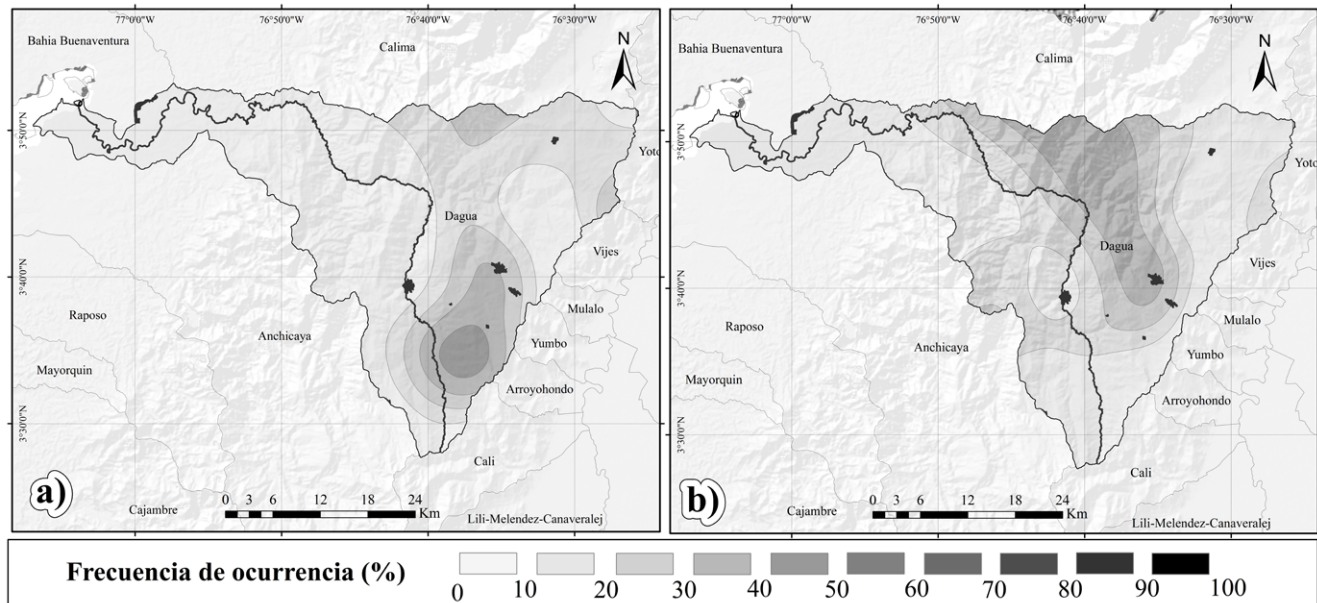 77°0'0"W 76°50'0"W 76°40'0"W 76°30'0"W
Bahia Buenaventura
Calima
N
3°50'0"N
Yoto
Dagua
Vijes
3°40'0"N
Mulalo
Raposo
Anchicaya
Yumbo
Mayorquin
Arroyohondo
3°30'0"N
Cali
a)
0 3 6 12 18 24
Km
Cajambre
Lili-Melendez-Canaveralej
77°0'0"W 76°50'0"W 76°40'0"W 76°30'0"W
Bahia Buenaventura
Calima
N
3°50'0"N
Yoto
Dagua
Vijes
3°40'0"N
Mulalo
Raposo
Anchicaya
Yumbo
Mayorquin
Arroyohondo
3°30'0"N
Cali
b)
0 3 6 12 18 24
Km
Cajambre
Lili-Melendez-Canaveralej
Frecuencia de ocurrencia (%)
0 10 20 30 40 50 60 70 80 90 100